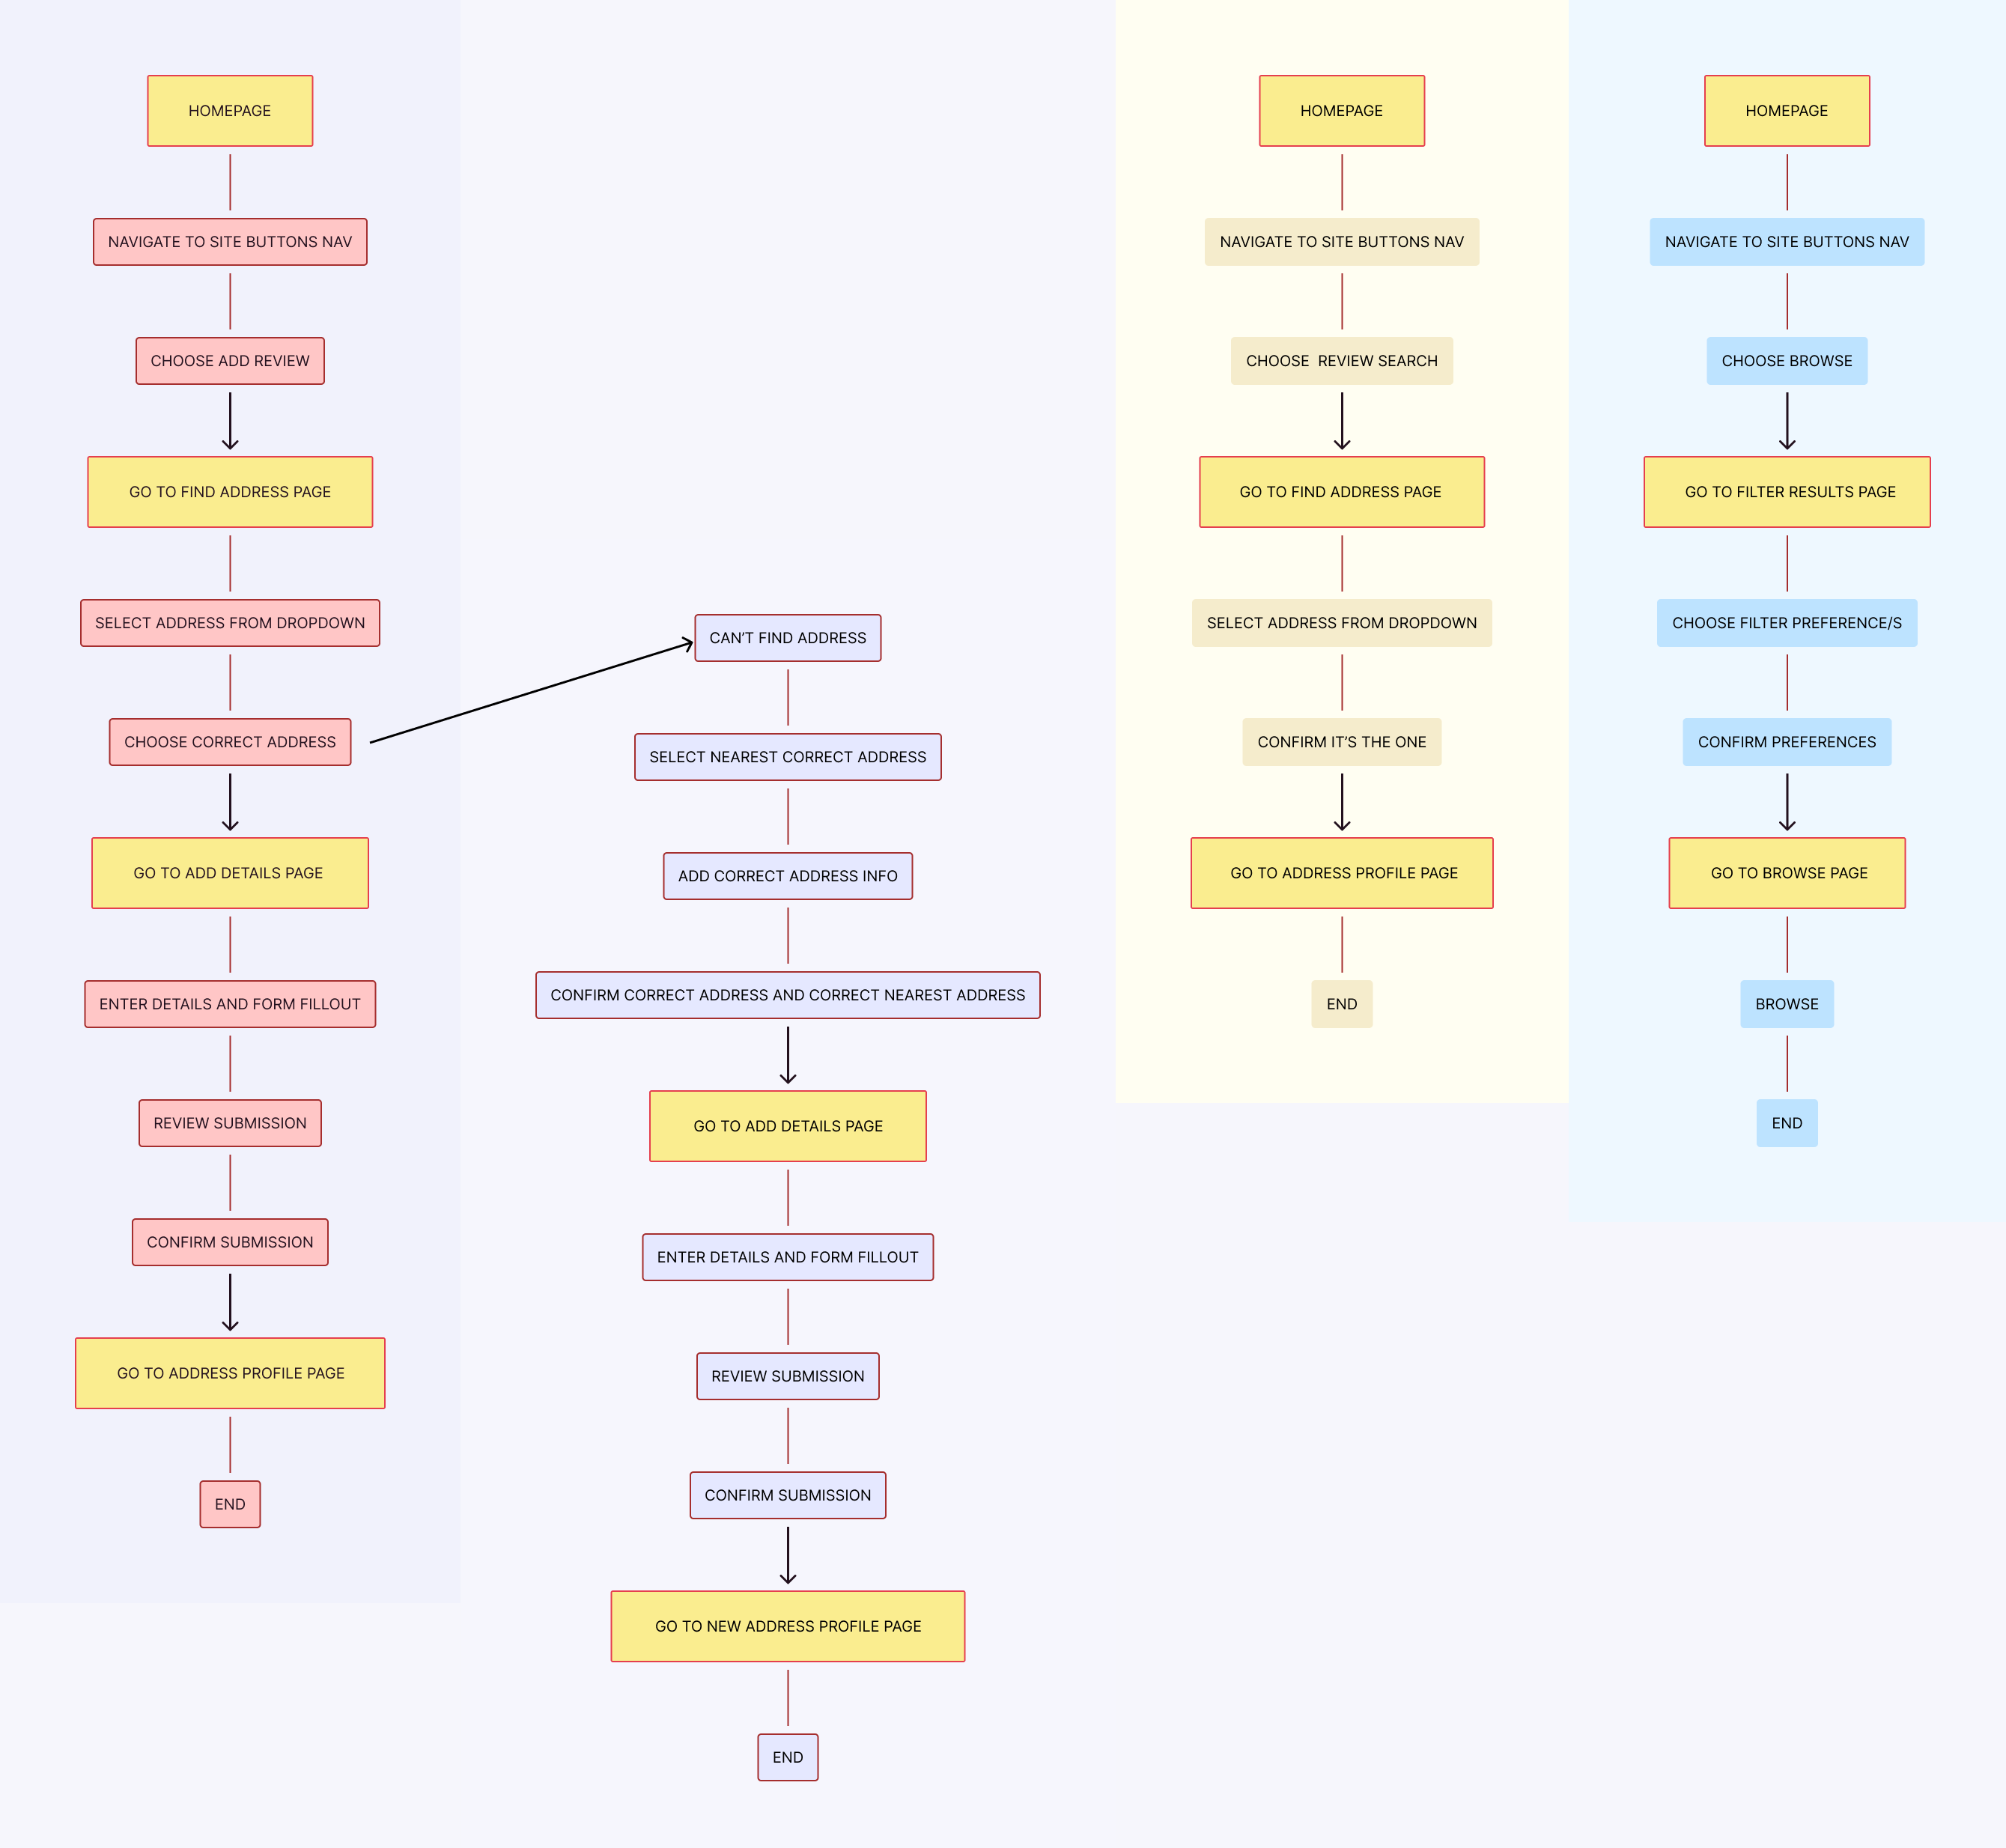 HOMEPAGE
NAVIGATE TO SITE BUTTONS NAV
CHOOSE ADD REVIEW
GO TO FIND ADDRESS PAGE
SELECT ADDRESS FROM DROPDOWN
CHOOSE CORRECT ADDRESS
GO TO ADD DETAILS PAGE
ENTER DETAILS AND FORM FILLOUT
REVIEW SUBMISSION
CONFIRM SUBMISSION
GO TO ADDRESS PROFILE PAGE
END
CAN’T FIND ADDRESS
SELECT NEAREST CORRECT ADDRESS
ADD CORRECT ADDRESS INFO
CONFIRM CORRECT ADDRESS AND CORRECT NEAREST ADDRESS
GO TO ADD DETAILS PAGE
ENTER DETAILS AND FORM FILLOUT
REVIEW SUBMISSION
CONFIRM SUBMISSION
GO TO NEW ADDRESS PROFILE PAGE
END
HOMEPAGE
NAVIGATE TO SITE BUTTONS NAV
CHOOSE  REVIEW SEARCH
GO TO FIND ADDRESS PAGE
SELECT ADDRESS FROM DROPDOWN
CONFIRM IT’S THE ONE
GO TO ADDRESS PROFILE PAGE
END
HOMEPAGE
NAVIGATE TO SITE BUTTONS NAV
CHOOSE BROWSE
GO TO FILTER RESULTS PAGE
CHOOSE FILTER PREFERENCE/S
CONFIRM PREFERENCES
GO TO BROWSE PAGE
BROWSE
END